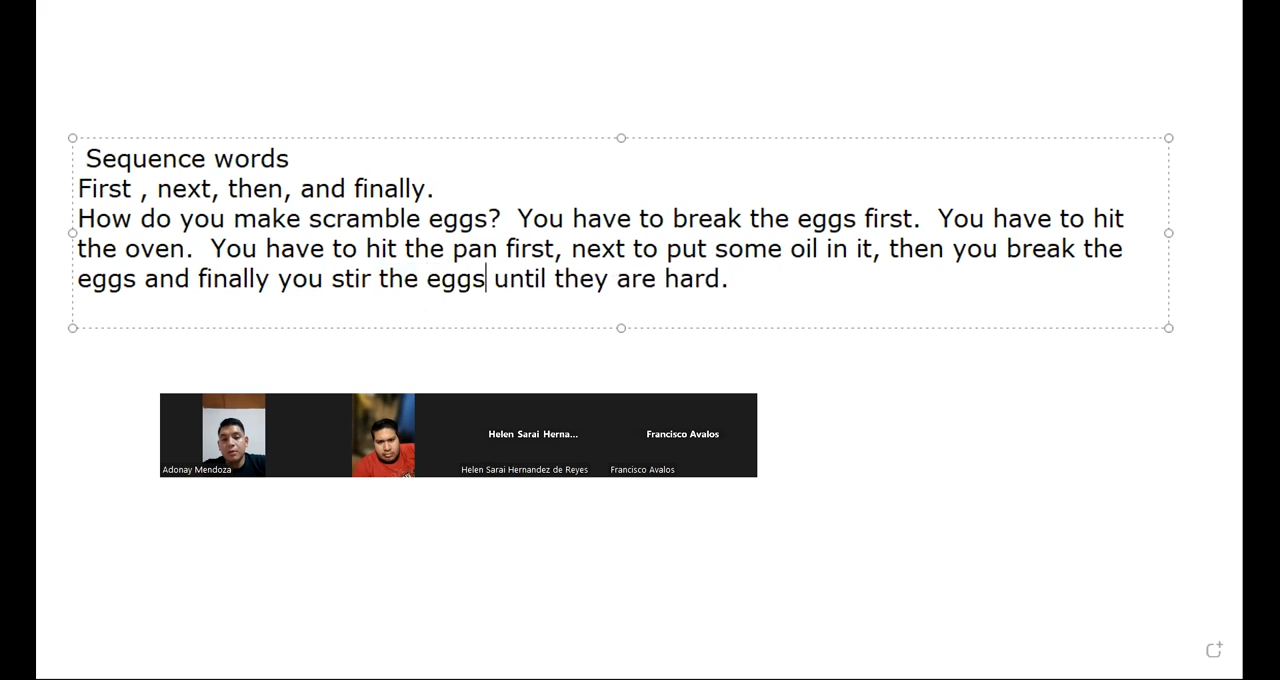 Sequence words
First , next, then, and finally.
How do you make scramble eggs?  You have to break the eggs first.  You have to hit
the oven.  You have to hit the pan first, next to put some oil in it, then you break the
eggs and finally you stir the eggs until they are hard.
Helen Sarai Herna...
Francisco Avalos
Adonay Mendoza
Helen Sarai Hernandez de Reyes
Francisco Avalos